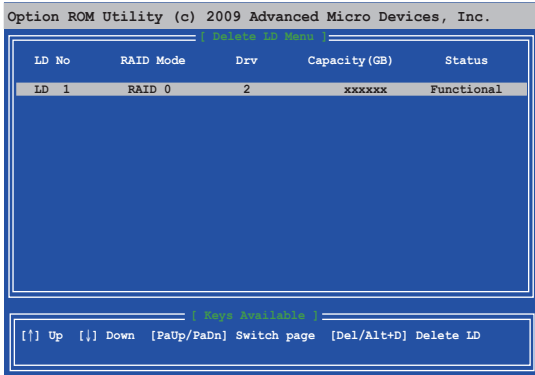 Option ROM Utility (c) 2009 Advanced Micro Devices, Inc.
[ Delete LD Menu ]
LD No RAID Mode Drv Capacity(GB) Status
LD 1 RAID 0 2 xxxxxx Functional
[ Keys Available ]
[↑] Up [↓] Down [PaUp/PaDn] Switch page [Del/Alt+D] Delete LD